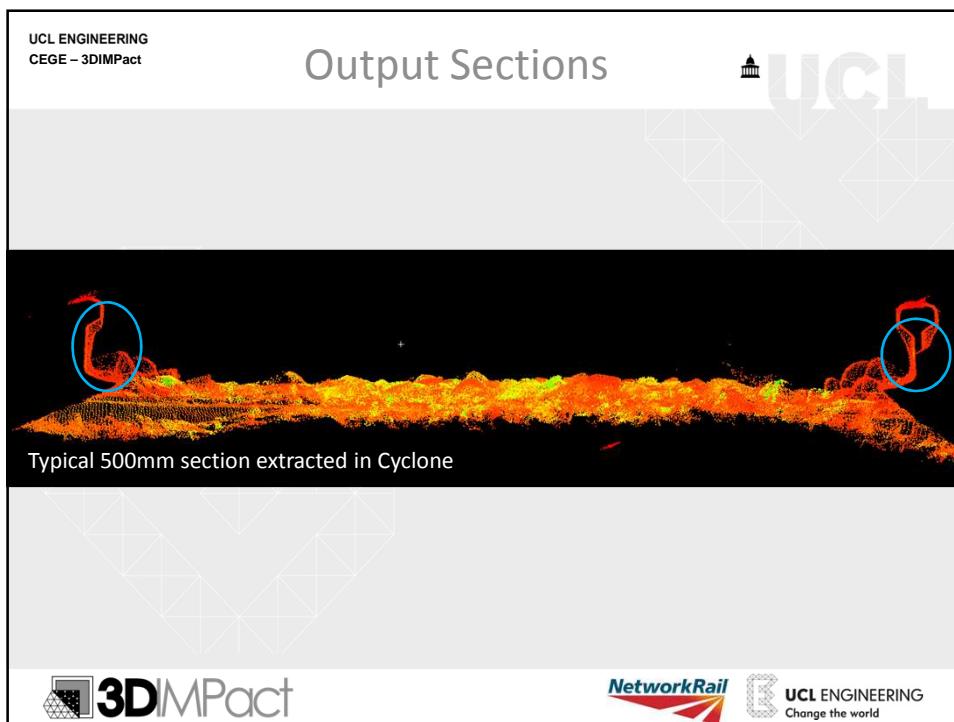 UCL ENGINEERING
CEGE – 3DIMPact
Output Sections
UCL
Typical 500mm section extracted in Cyclone
3DIMPact
NetworkRail
UCL ENGINEERING
Change the world